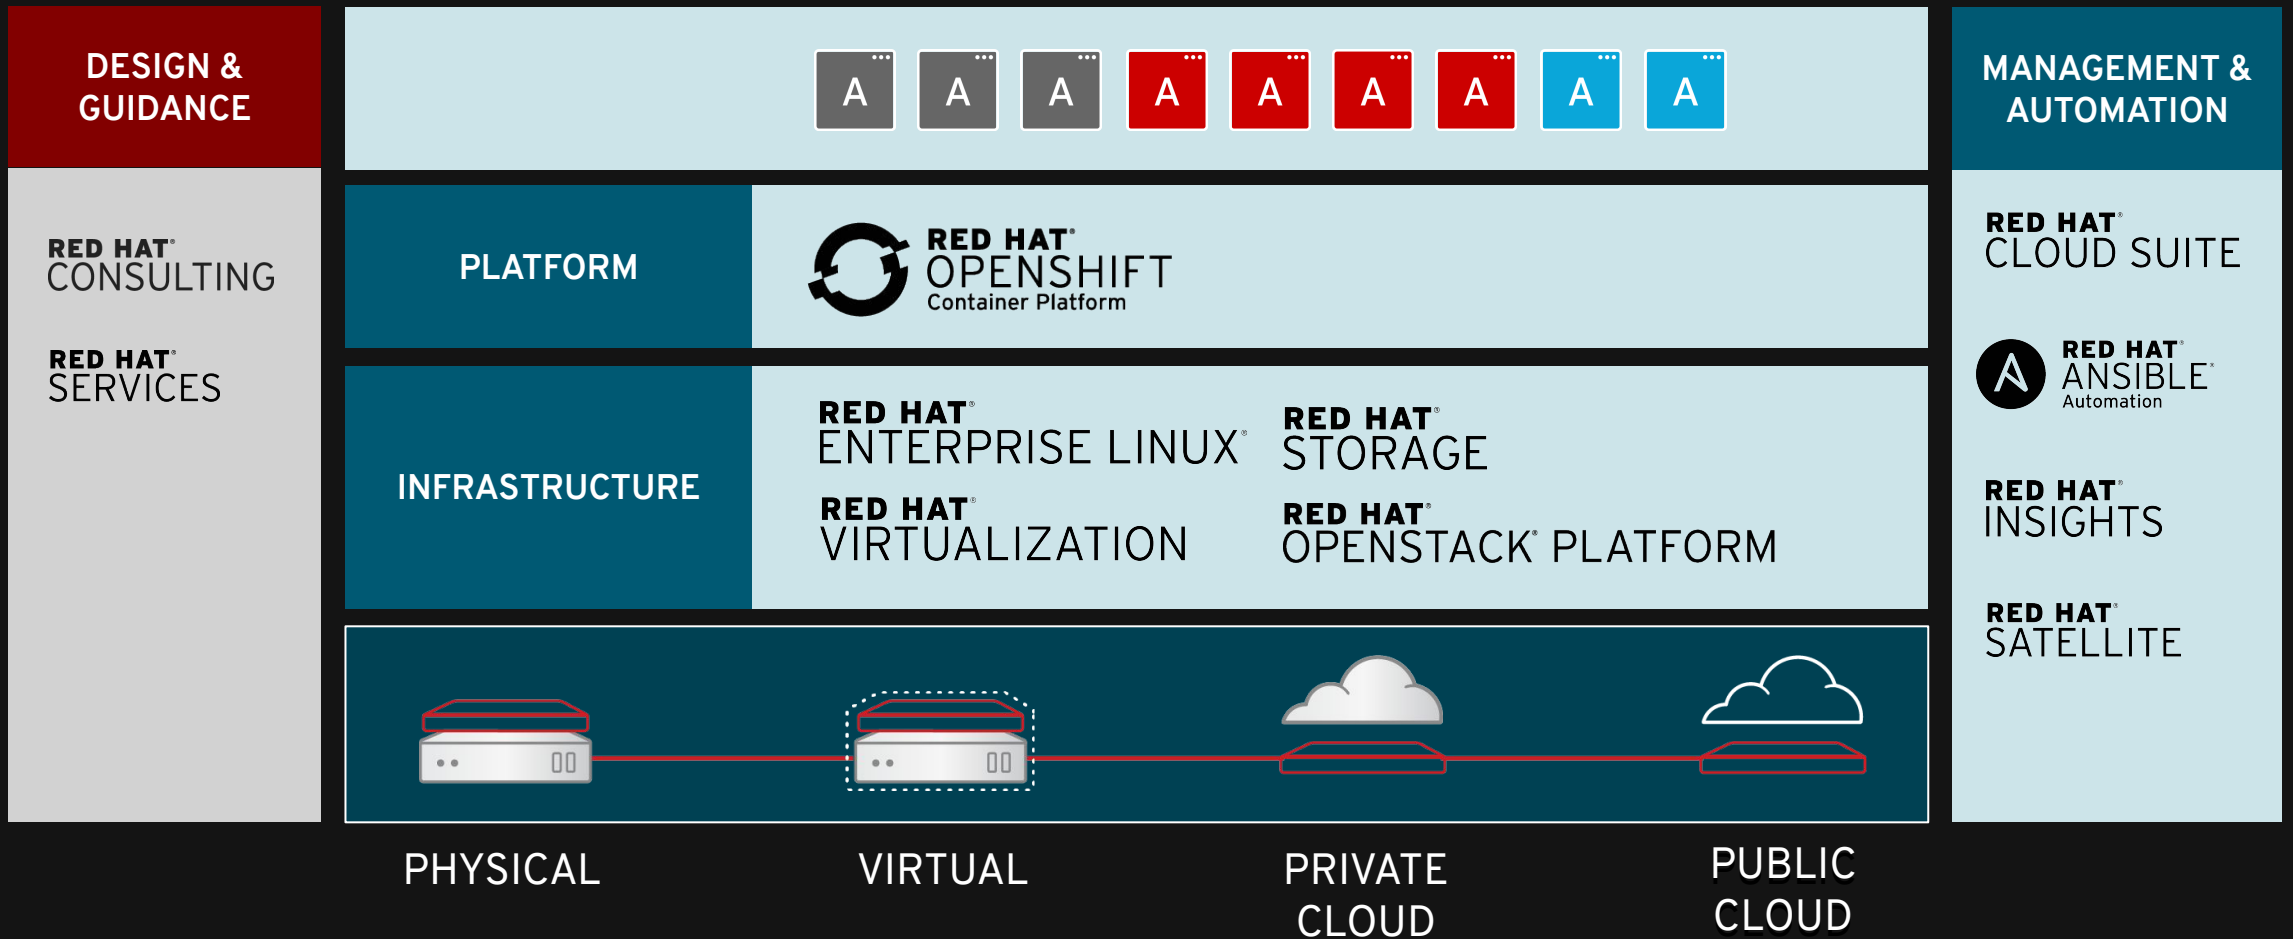 DESIGN &
GUIDANCE
RED HAT®
CONSULTING
RED HAT®
SERVICES
A A A A A A A A A
PLATFORM
RED HAT®
OPENSHIFT
Container Platform
INFRASTRUCTURE
RED HAT®
ENTERPRISE LINUX®
RED HAT®
STORAGE
RED HAT®
VIRTUALIZATION
RED HAT®
OPENSTACK® PLATFORM
PHYSICAL
VIRTUAL
PRIVATE
CLOUD
PUBLIC
CLOUD
MANAGEMENT &
AUTOMATION
RED HAT®
CLOUD SUITE
RED HAT®
ANSIBLE®
Automation
RED HAT®
INSIGHTS
RED HAT®
SATELLITE